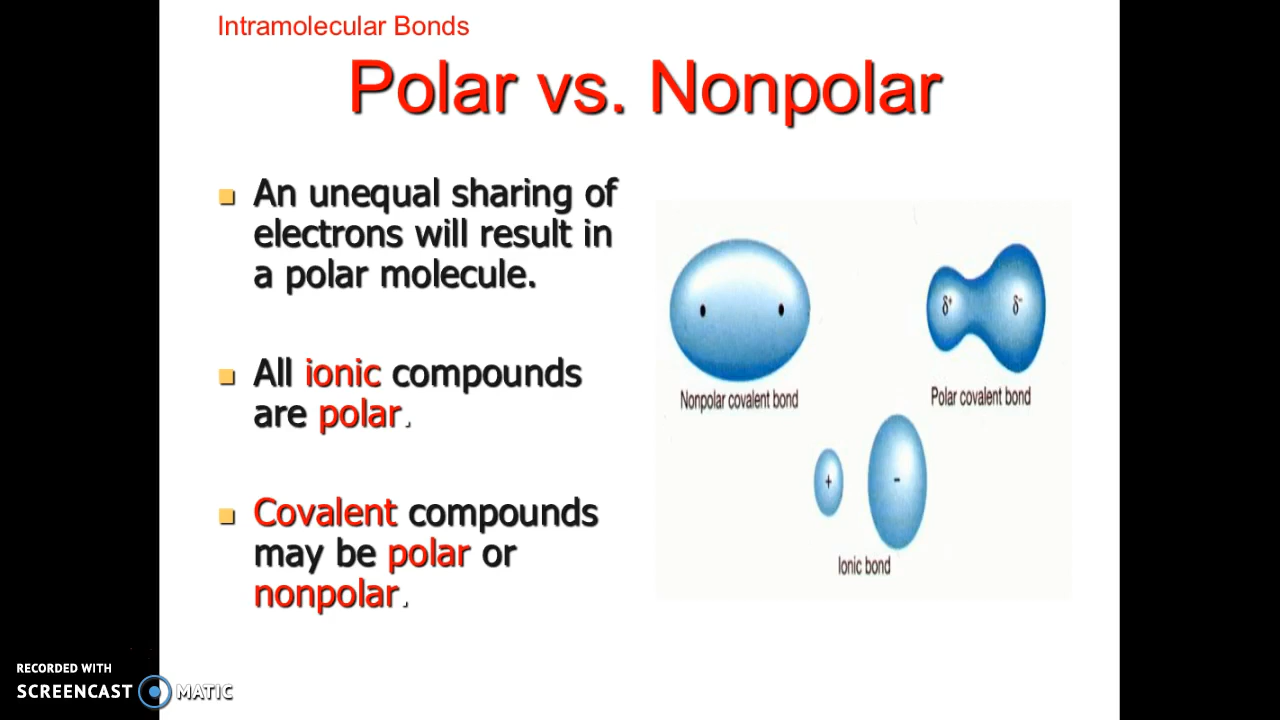 Intramolecular Bonds
Polar vs. Nonpolar
An unequal sharing of
electrons will result in
a polar molecule.
All ionic compounds
are polar.
Covalent compounds
may be polar or
nonpolar.
δ+ δ-
Nonpolar covalent bond
Polar covalent bond
+ -
Ionic bond
RECORDED WITH
SCREENCAST MATIC